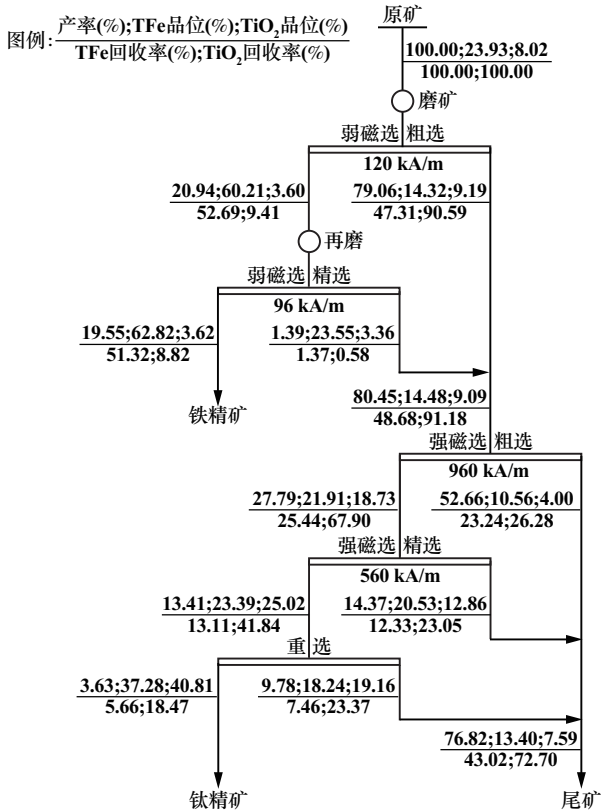 原矿
图例:
产率(%);TFe品位(%);TiO₂品位(%)
TFe回收率(%);TiO₂回收率(%)
100.00;23.93;8.02
100.00;100.00
磨矿
弱磁选 粗选
120 kA/m
20.94;60.21;3.60
52.69;9.41
79.06;14.32;9.19
47.31;90.59
再磨
弱磁选 精选
96 kA/m
19.55;62.82;3.62
51.32;8.82
1.39;23.55;3.36
1.37;0.58
铁精矿
80.45;14.48;9.09
48.68;91.18
强磁选 粗选
960 kA/m
27.79;21.91;18.73
25.44;67.90
52.66;10.56;4.00
23.24;26.28
强磁选 精选
560 kA/m
13.41;23.39;25.02
13.11;41.84
14.37;20.53;12.86
12.33;23.05
重选
3.63;37.28;40.81
5.66;18.47
9.78;18.24;19.16
7.46;23.37
76.82;13.40;7.59
43.02;72.70
钛精矿
尾矿